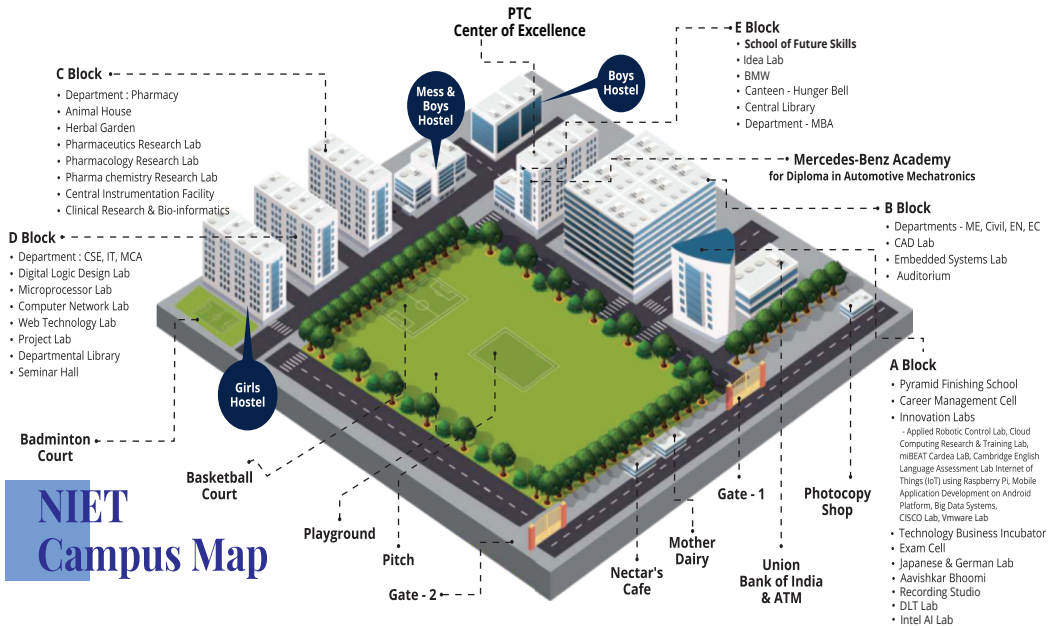 PTC
Center of Excellence
E Block
• School of Future Skills
• Idea Lab
• BMW
• Canteen - Hunger Bell
• Central Library
• Department - MBA
C Block
• Department : Pharmacy
• Animal House
• Herbal Garden
• Pharmaceutics Research Lab
• Pharmacology Research Lab
• Pharma chemistry Research Lab
• Central Instrumentation Facility
• Clinical Research & Bio-informatics
Mess &
Boys
Hostel
Boys
Hostel
Mercedes-Benz Academy
for Diploma in Automotive Mechatronics
B Block
• Departments - ME, Civil, EN, EC
• CAD Lab
• Embedded Systems Lab
• Auditorium
D Block
• Department : CSE, IT, MCA
• Digital Logic Design Lab
• Microprocessor Lab
• Computer Network Lab
• Web Technology Lab
• Project Lab
• Departmental Library
• Seminar Hall
Girls
Hostel
A Block
• Pyramid Finishing School
• Career Management Cell
• Innovation Labs
- Applied Robotic Control Lab, Cloud
Computing Research & Training Lab,
miBEAT Cardea LaB, Cambridge English
Language Assessment Lab Internet of
Things (IoT) using Raspberry Pi, Mobile
Application Development on Android
Platform, Big Data Systems,
CISCO Lab, Vmware Lab
• Technology Business Incubator
• Exam Cell
• Japanese & German Lab
• Aavishkar Bhoomi
• Recording Studio
• DLT Lab
• Intel AI Lab
Badminton
Court
Basketball
Court
Playground
Pitch
Gate - 2
Nectar's
Cafe
Mother
Dairy
Gate - 1
Union
Bank of India
& ATM
Photocopy
Shop
NIET
Campus Map